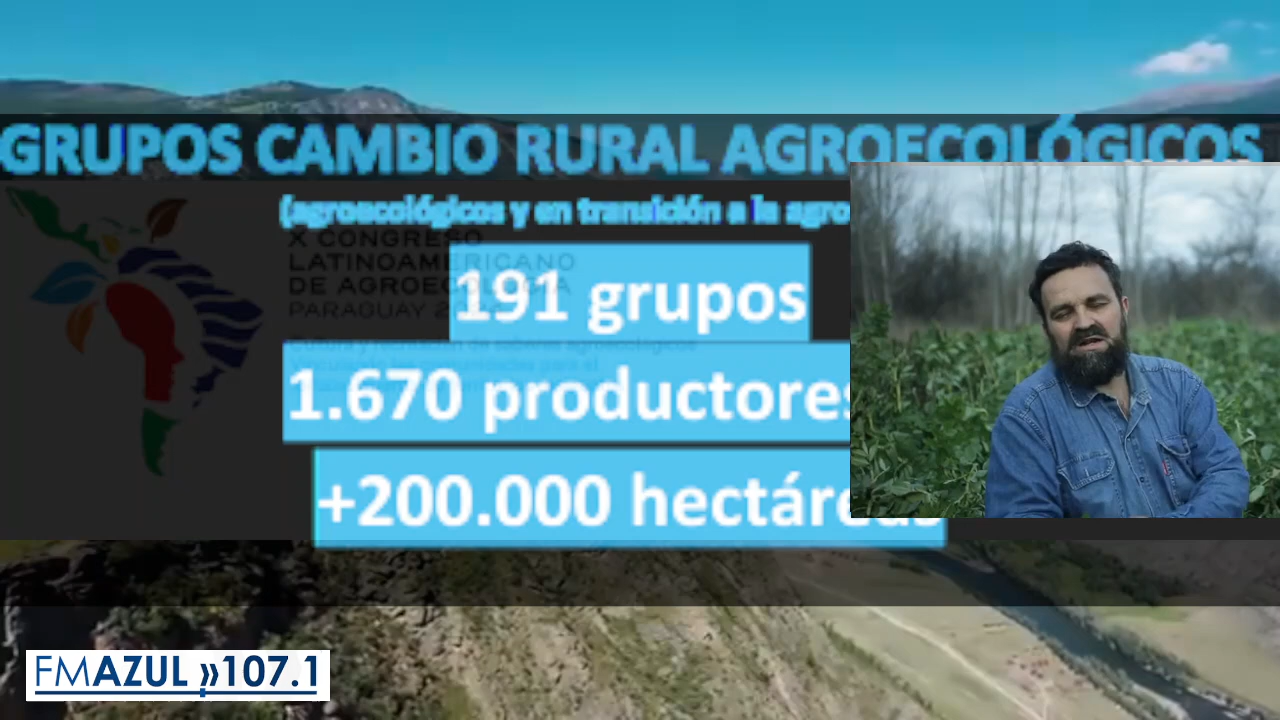 GRUPOS CAMBIO RURAL AGROECOLÓGICOS
(agroecológicos y en transición a la agro
X CONGRESO
LATINOAMERICANO
DE AGROECOLOGÍA
PARAGUAY
191 grupos
1.670 productores
+200.000 hectáreas
FMAZUL »107.1